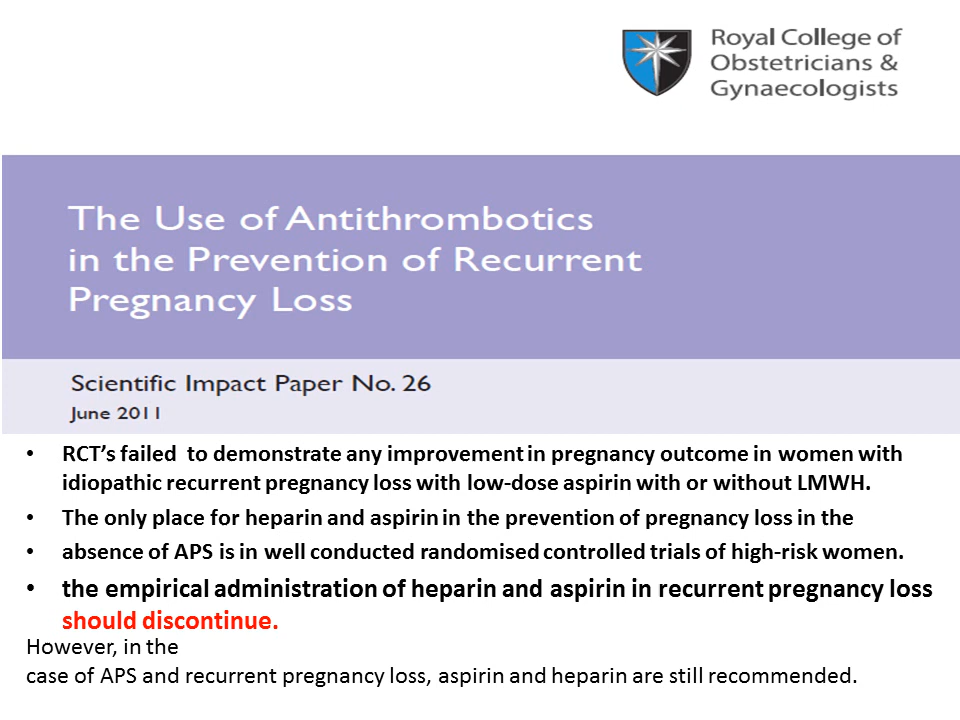 Royal College of
Obstetricians &
Gynaecologists
The Use of Antithrombotics
in the Prevention of Recurrent
Pregnancy Loss
Scientific Impact Paper No. 26
June 2011
• RCT’s failed to demonstrate any improvement in pregnancy outcome in women with
idiopathic recurrent pregnancy loss with low-dose aspirin with or without LMWH.
• The only place for heparin and aspirin in the prevention of pregnancy loss in the
• absence of APS is in well conducted randomised controlled trials of high-risk women.
• the empirical administration of heparin and aspirin in recurrent pregnancy loss
should discontinue.
However, in the
case of APS and recurrent pregnancy loss, aspirin and heparin are still recommended.